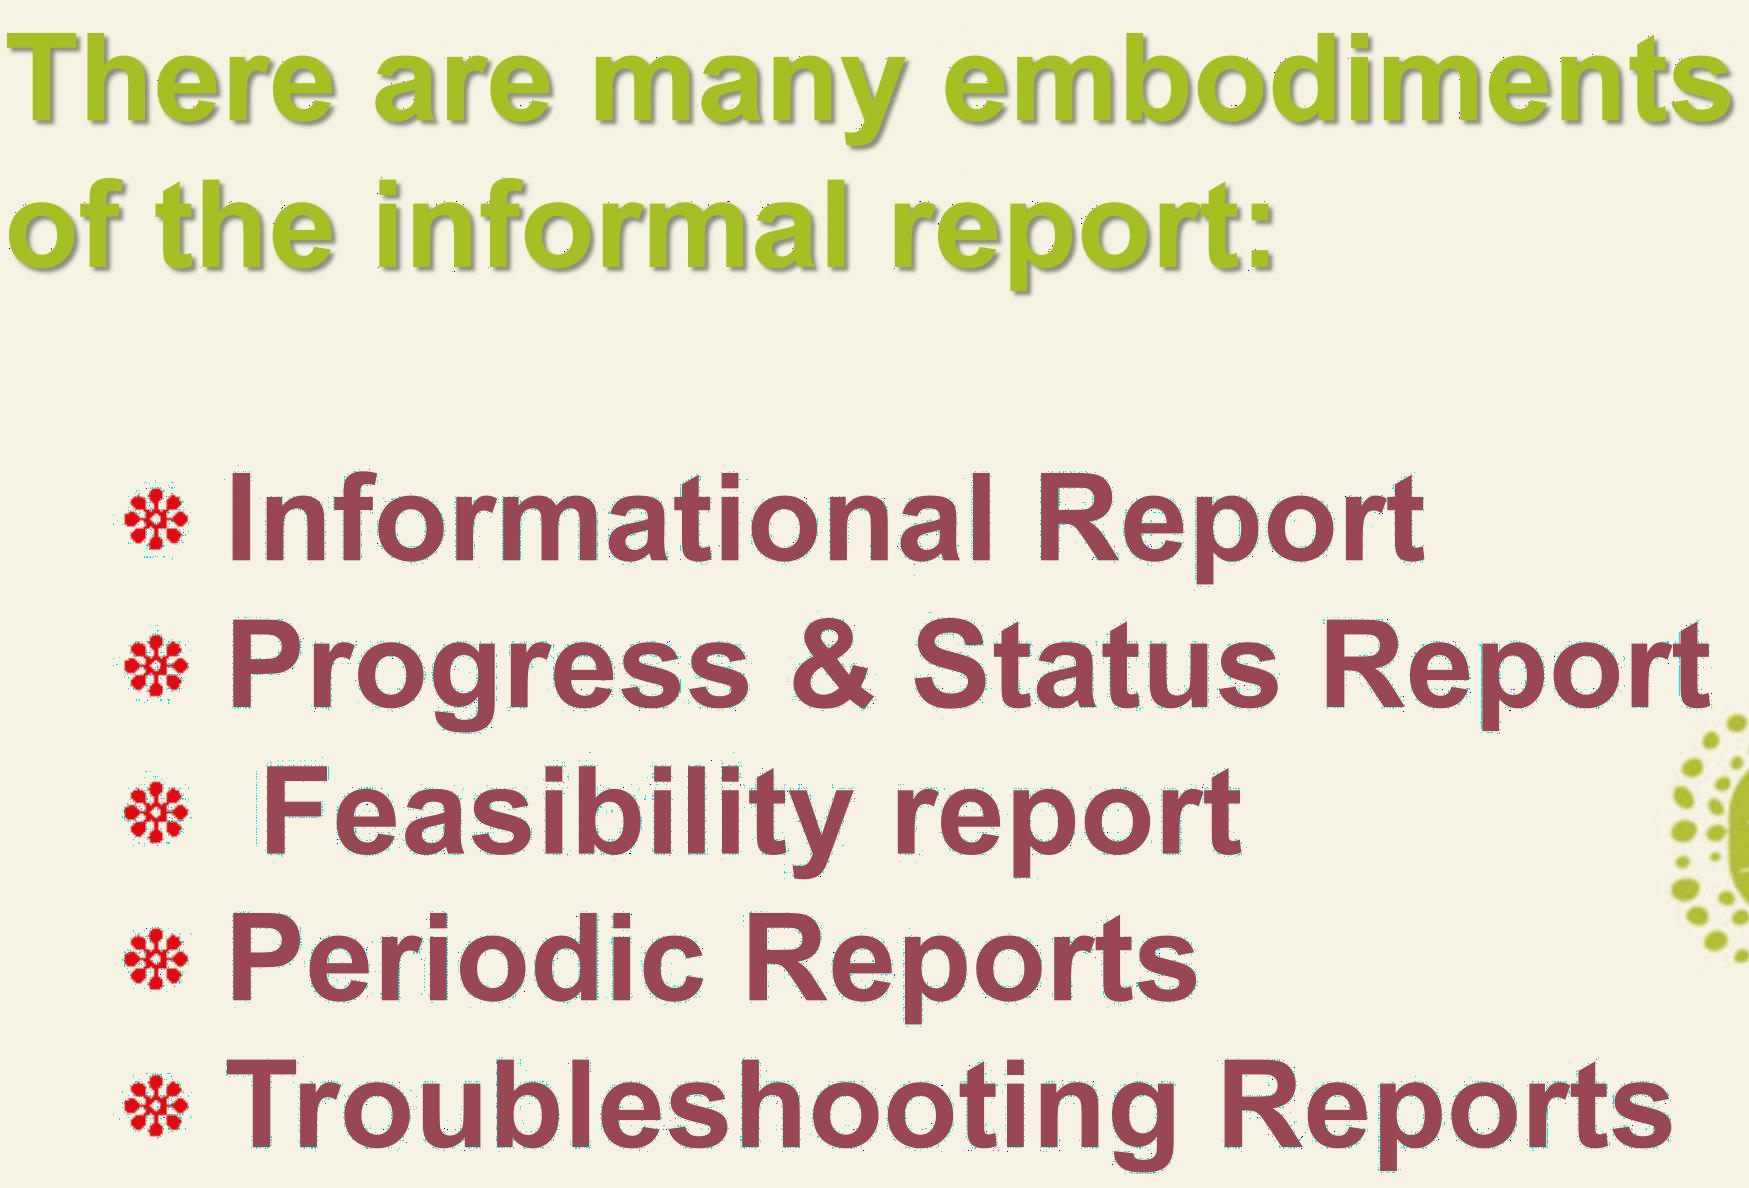 There are many embodiments
of the informal report:
Informational Report
Progress & Status Report
Feasibility report
Periodic Reports
Troubleshooting Reports